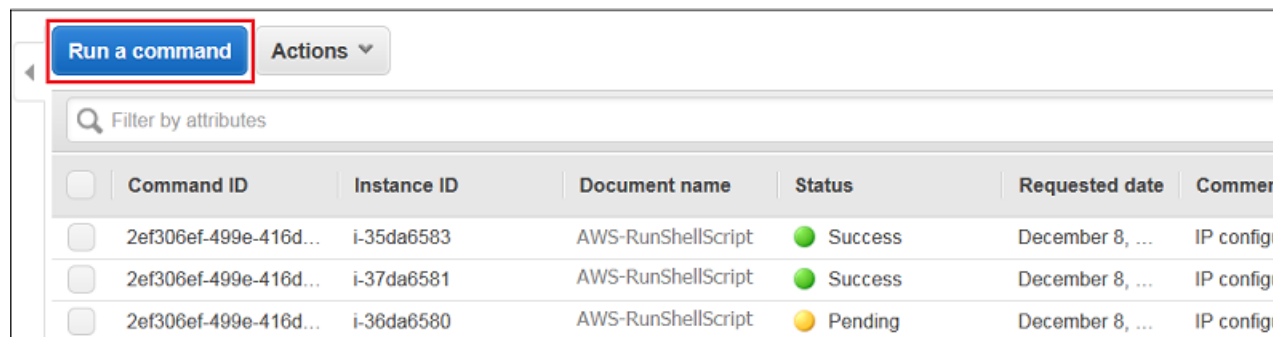 Run a command Actions
Filter by attributes
Command ID Instance ID Document name Status Requested date Commen
2ef306ef-499e-416d... i-35da6583 AWS-RunShellScript Success December 8, ... IP config
2ef306ef-499e-416d... i-37da6581 AWS-RunShellScript Success December 8, ... IP config
2ef306ef-499e-416d... i-36da6580 AWS-RunShellScript Pending December 8, ... IP config